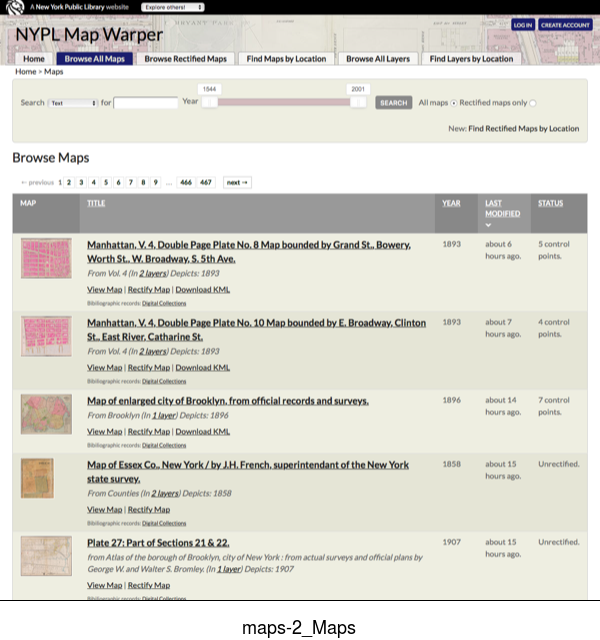 A New York Public Library website Explore others!
NYPL Map Warper
LOG IN CREATE ACCOUNT
Home Browse All Maps Browse Rectified Maps Find Maps by Location Browse All Layers Find Layers by Location
Home > Maps
1544 2001
Search Text for Year SEARCH All maps Rectified maps only
New: Find Rectified Maps by Location
Browse Maps
← previous 1 2 3 4 5 6 7 8 9 ... 466 467 next →
MAP TITLE YEAR LAST MODIFIED STATUS
Manhattan, V. 4, Double Page Plate No. 8 Map bounded by Grand St., Bowery, 1893 about 6 5 control
Worth St., W. Broadway, S. 5th Ave. hours ago. points.
From Vol. 4 (In 2 layers) Depicts: 1893
View Map | Rectify Map | Download KML
Bibliographic records: Digital Collections
Manhattan, V. 4, Double Page Plate No. 10 Map bounded by E. Broadway, Clinton 1893 about 7 4 control
St., East River, Catharine St. hours ago. points.
From Vol. 4 (In 2 layers) Depicts: 1893
View Map | Rectify Map | Download KML
Bibliographic records: Digital Collections
Map of enlarged city of Brooklyn, from official records and surveys. 1896 about 14 7 control
hours ago. points.
From Brooklyn (In 1 layer) Depicts: 1896
View Map | Rectify Map | Download KML
Bibliographic records: Digital Collections
Map of Essex Co., New York / by J.H. French, superintendant of the New York 1858 about 15 Unrectified.
state survey. hours ago.
From Counties (In 2 layers) Depicts: 1858
View Map | Rectify Map
Bibliographic records: Digital Collections
Plate 27: Part of Sections 21 & 22. 1907 about 15 Unrectified.
hours ago.
from Atlas of the borough of Brooklyn, city of New York : from actual surveys and official plans by
George W. and Walter S. Bromley. (In 1 layer) Depicts: 1907
View Map | Rectify Map
Bibliographic records: Digital Collections
maps-2_Maps